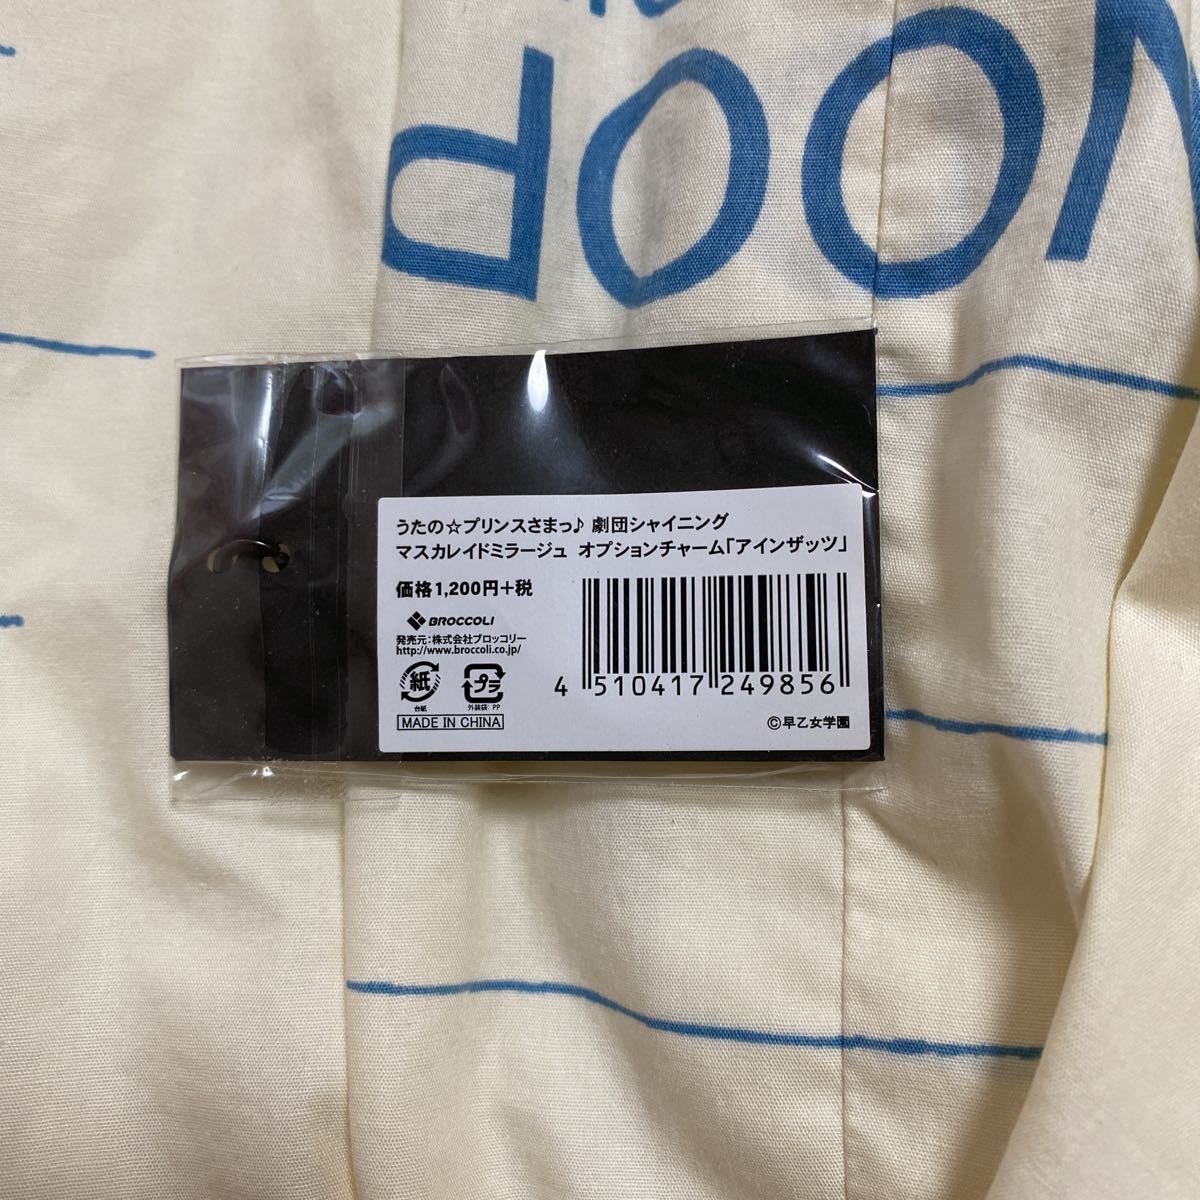 MOOP
うたの☆プリンスさまっ♪ 劇団シャイニング
マスカレイドミラージュ オプションチャーム「アインザッツ」
価格1,200円+税
BROCCOLI
発売元:株式会社ブロッコリー
http://www.broccoli.co.jp/
紙
台紙
プラ
外装袋: PP
MADE IN CHINA
4 510417 249856
©早乙女学園